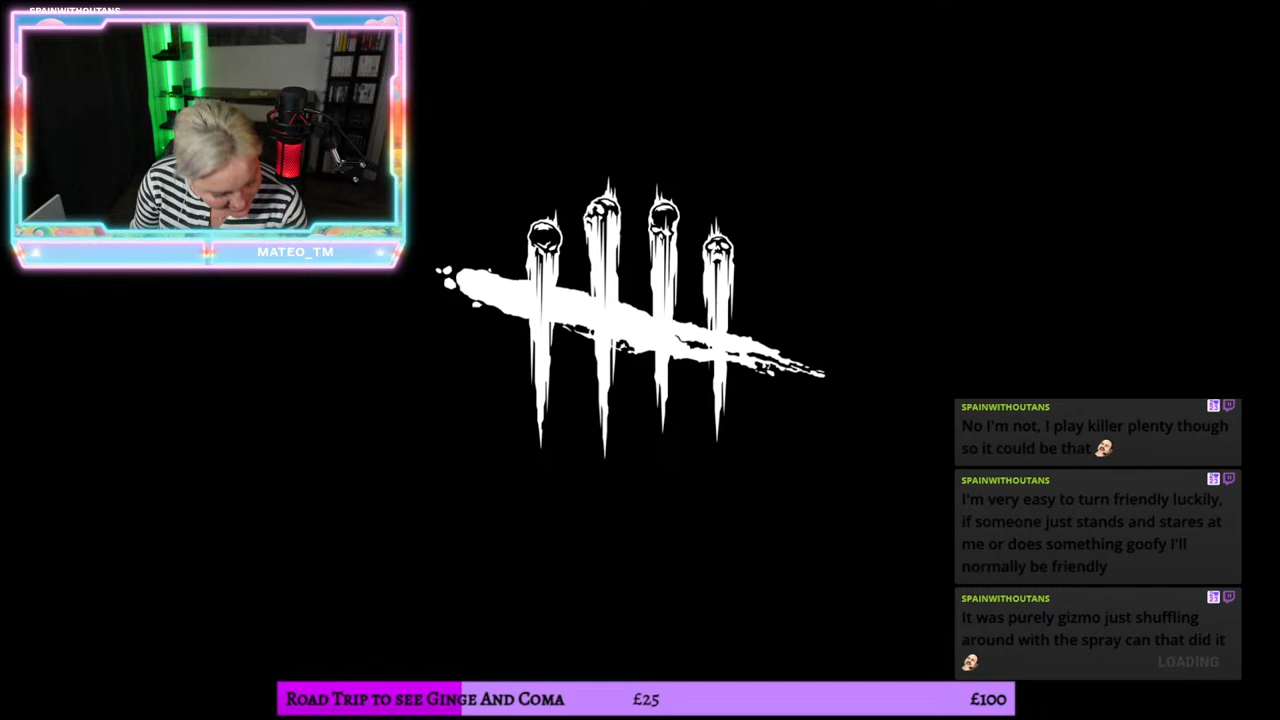 SPAINWITHOUTANS
MATEO_TM
SPAINWITHOUTANS
No I'm not, I play killer plenty though
so it could be that
SPAINWITHOUTANS
I'm very easy to turn friendly luckily,
if someone just stands and stares at
me or does something goofy I'll
normally be friendly
SPAINWITHOUTANS
It was purely gizmo just shuffling
around with the spray can that did it
LOADING
ROAD TRIP TO SEE GINGE AND COMA £25 £100